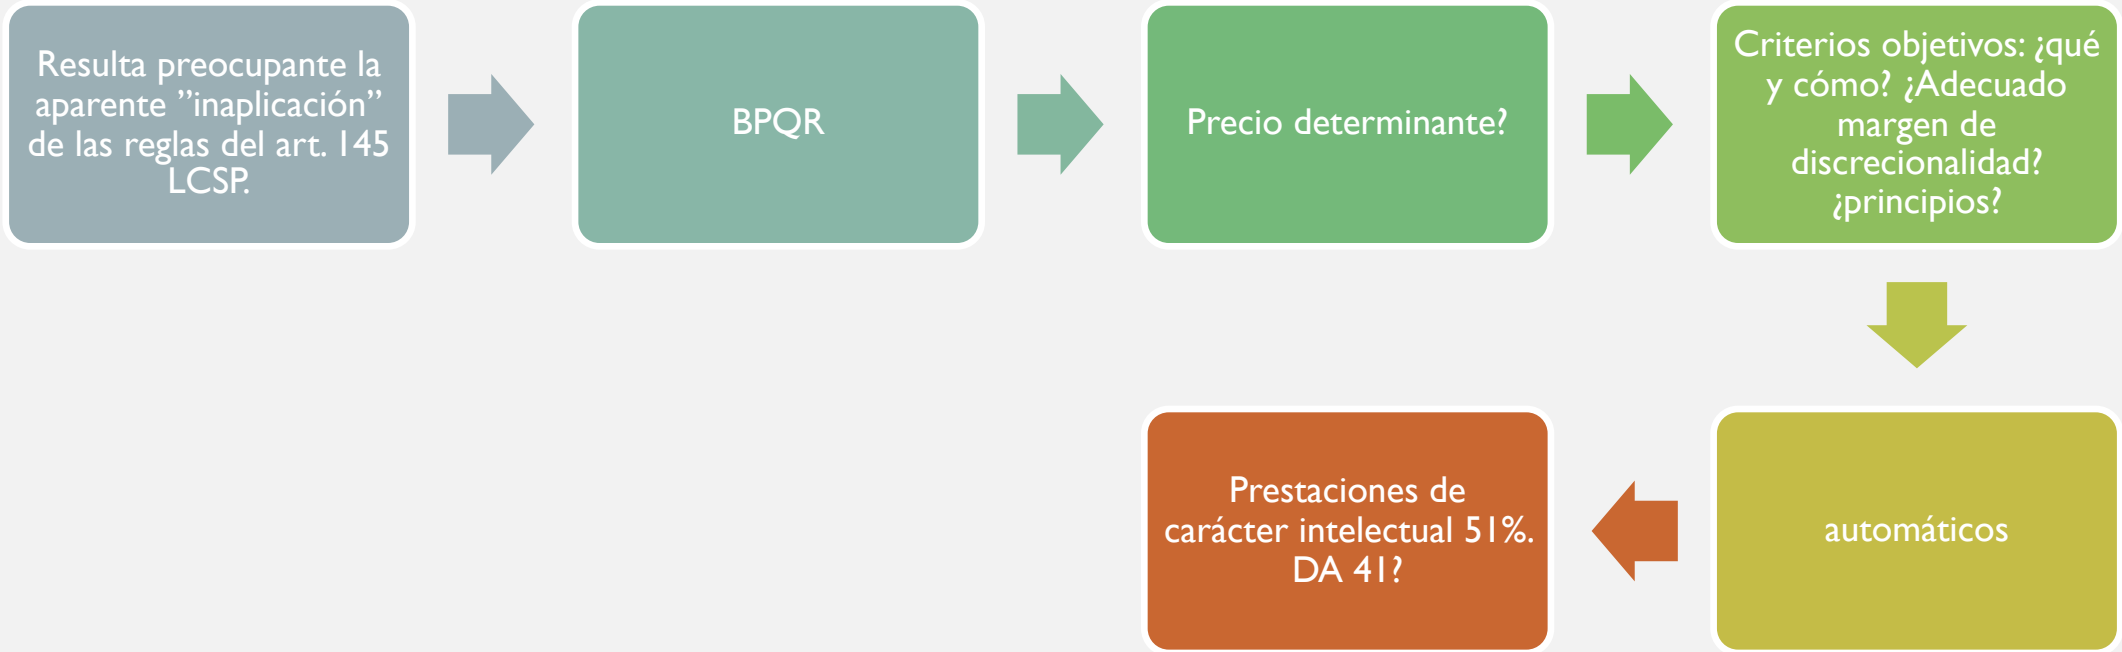 Resulta preocupante la
aparente ”inaplicación”
de las reglas del art. 145
LCSP.
BPQR
Precio determinante?
Criterios objetivos: ¿qué
y cómo? ¿Adecuado
margen de
discrecionalidad?
¿principios?
automáticos
Prestaciones de
carácter intelectual 51%.
DA 41?